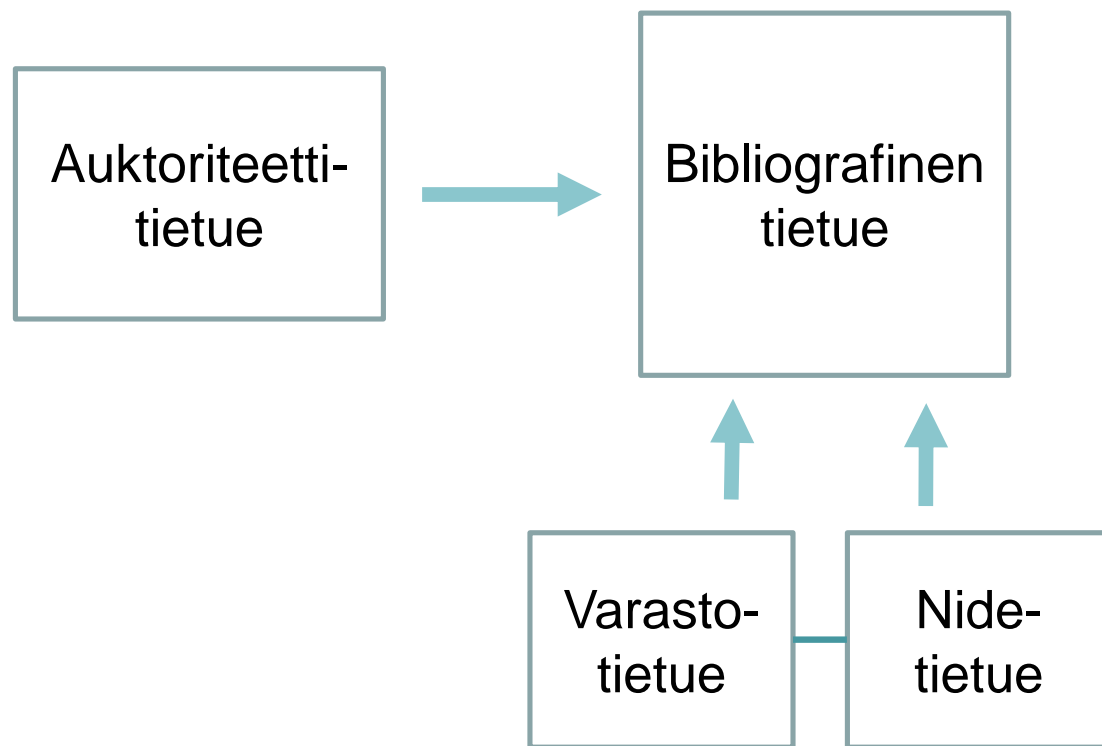 Auktoriteetti-
tietue
Bibliografinen
tietue
Varasto-
tietue
Nide-
tietue